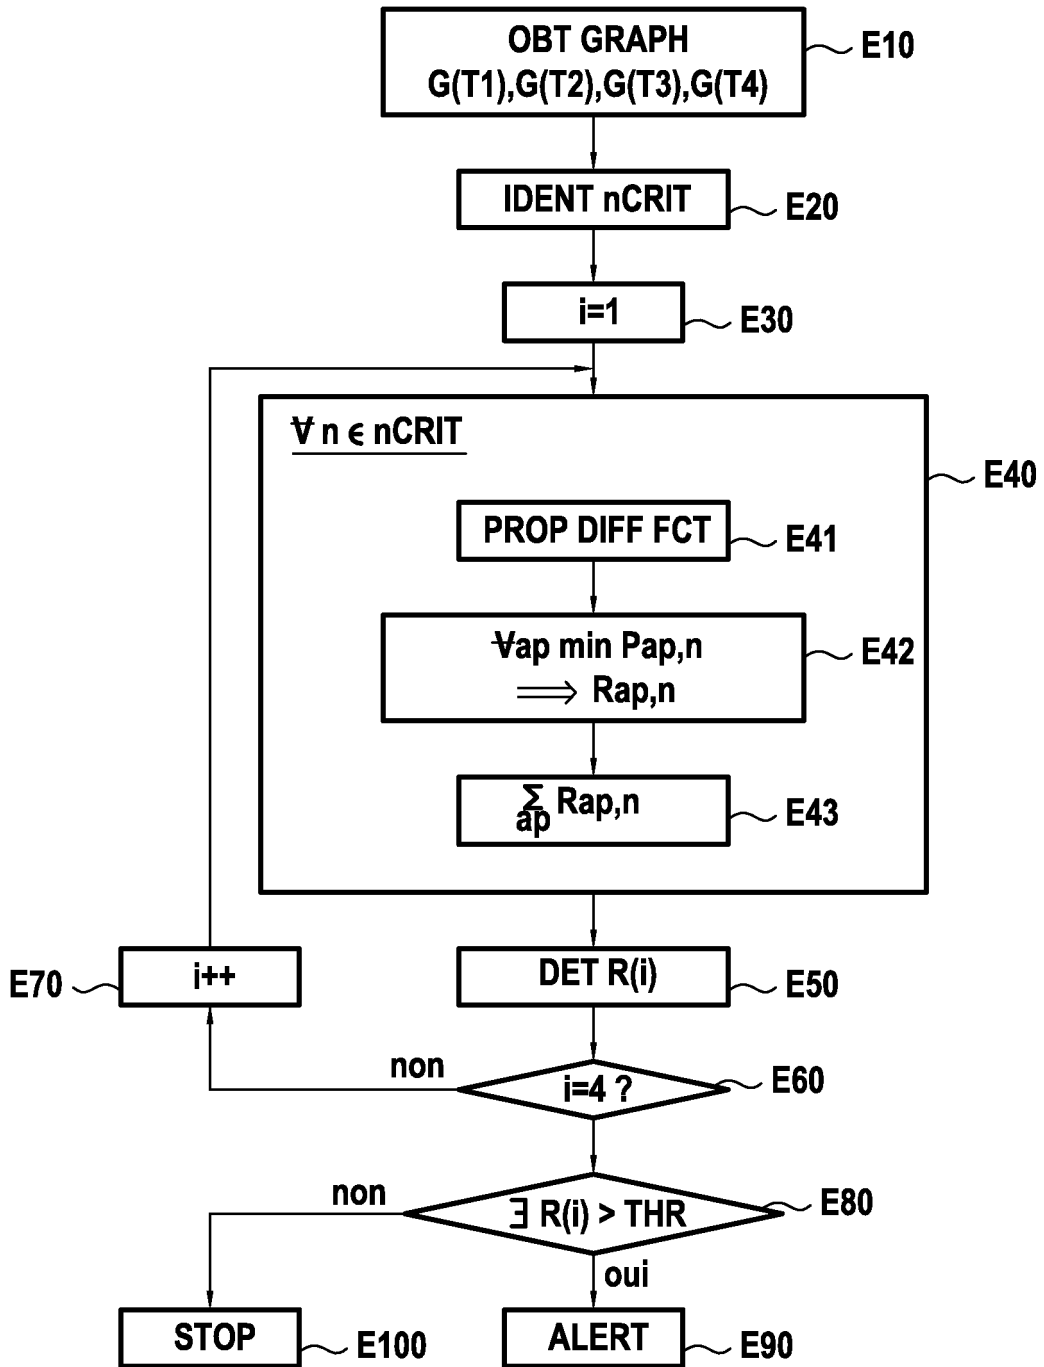 OBT GRAPH
G(T1),G(T2),G(T3),G(T4)
E10
IDENT nCRIT
E20
i=1
E30
∀ n ϵ nCRIT
E40
PROP DIFF FCT
E41
∀ap min Pap,n
⟹ Rap,n
E42
∑ Rap,n
ap
E43
DET R(i)
E50
i++
E70
non
i=4 ?
E60
non
∃ R(i) > THR
E80
oui
STOP
E100
ALERT
E90